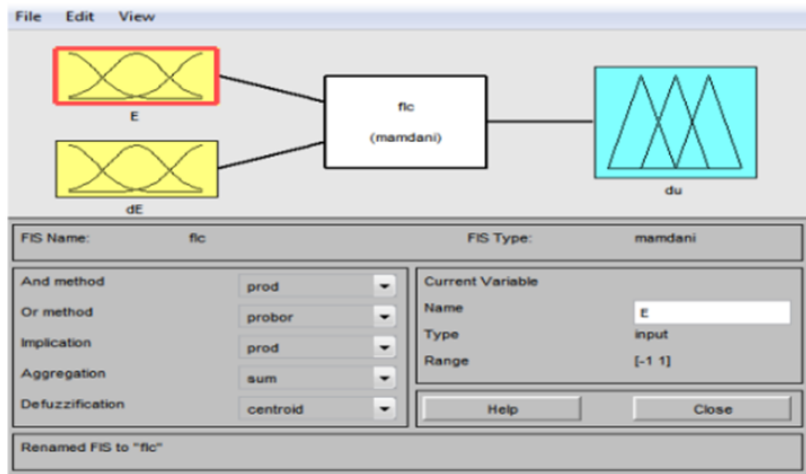 File Edit View
E
dE
flc
(mamdani)
du
FIS Name: flc FIS Type: mamdani
And method prod
Or method probor
Implication prod
Aggregation sum
Defuzzification centroid
Current Variable
Name E
Type input
Range [-1 1]
Help Close
Renamed FIS to "flc"